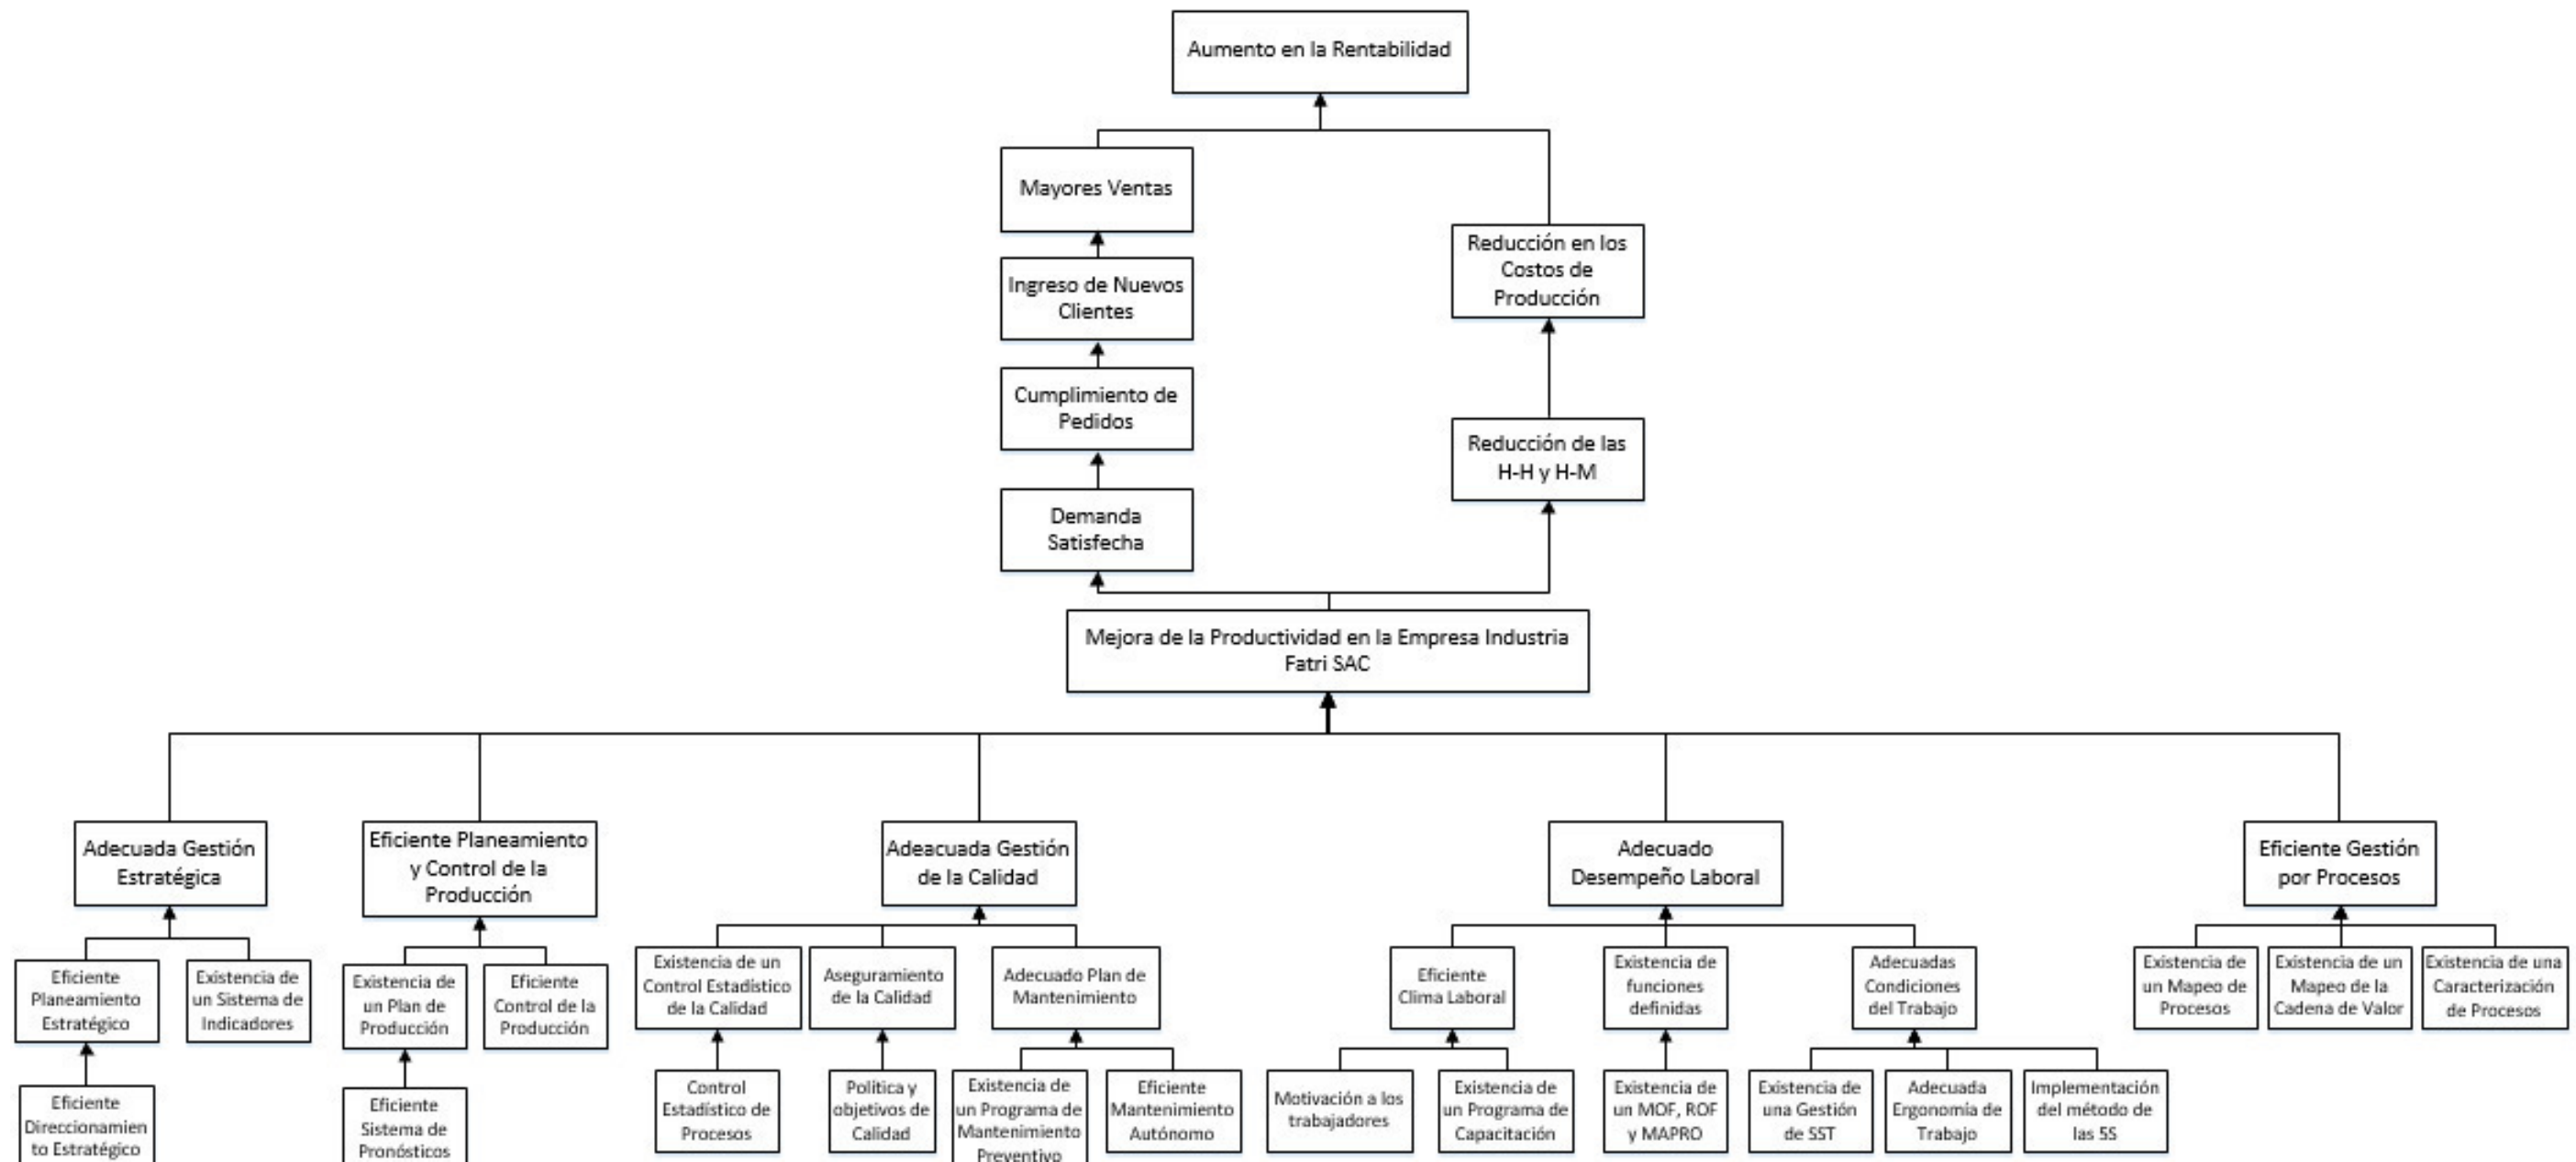 Aumento en la Rentabilidad
Mayores Ventas
Reducción en los
Costos de
Producción
Ingreso de Nuevos
Clientes
Cumplimiento de
Pedidos
Reducción de las
H-H y H-M
Demanda
Satisfecha
Mejora de la Productividad en la Empresa Industria
Fatri SAC
Adecuada Gestión
Estratégica
Eficiente Planeamiento
y Control de la
Producción
Adeacuada Gestión
de la Calidad
Adecuado
Desempeño Laboral
Eficiente Gestión
por Procesos
Eficiente
Planeamiento
Estratégico
Existencia de
un Sistema de
Indicadores
Existencia de
un Plan de
Producción
Eficiente
Control de la
Producción
Existencia de un
Control Estadístico
de la Calidad
Aseguramiento
de la Calidad
Adecuado Plan de
Mantenimiento
Eficiente
Clima Laboral
Existencia de
funciones
definidas
Adecuadas
Condiciones
del Trabajo
Existencia de
un Mapeo de
Procesos
Existencia de un
Mapeo de la
Cadena de Valor
Existencia de una
Caracterización
de Procesos
Eficiente
Direccionamien
to Estratégico
Eficiente
Sistema de
Pronósticos
Control
Estadístico de
Procesos
Política y
objetivos de
Calidad
Existencia de
un Programa de
Mantenimiento
Preventivo
Eficiente
Mantenimiento
Autónomo
Motivación a los
trabajadores
Existencia de
un Programa de
Capacitación
Existencia de
un MOF, ROF
y MAPRO
Existencia de
una Gestión
de SST
Adecuada
Ergonomía de
Trabajo
Implementación
del método de
las 5S